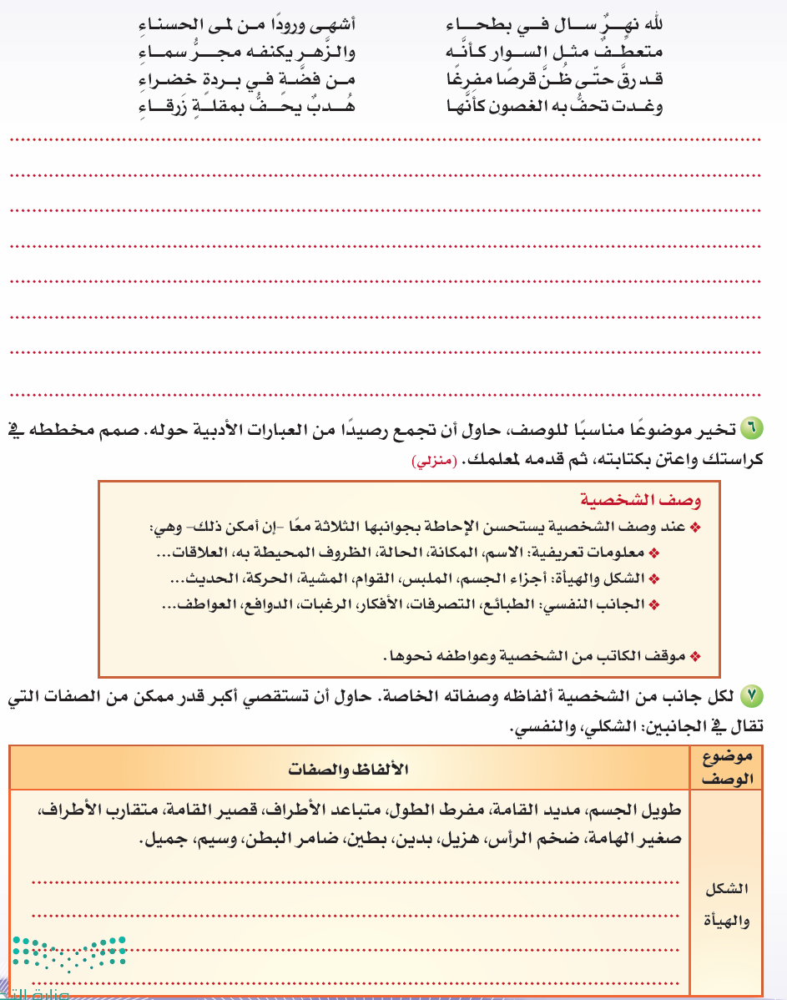 لله نهرٌ سال في بطحاء أشهى ورودًا من لمى الحسناءِ
متعطفٌ مثل السوار كأنَّه والزَّهر يكنفه مجرُّ سماءِ
قد رقَّ حتّى ظُنَّ قرصًا مفرغًا من فضَّةٍ في بردةٍ خضراءِ
وغدت تحفُّ به الغصون كأنَّها هُدبٌ يحفُّ بمقلةٍ زَرقاءِ
٦ تخير موضوعًا مناسبًا للوصف، حاول أن تجمع رصيدًا من العبارات الأدبية حوله. صمم مخططه في
كراستك واعتن بكتابته، ثم قدمه لمعلمك. (منزلي)
وصف الشخصية
❖ عند وصف الشخصية يستحسن الإحاطة بجوانبها الثلاثة معًا -إن أمكن ذلك- وهي:
❖ معلومات تعريفية: الاسم، المكانة، الحالة، الظروف المحيطة به، العلاقات...
❖ الشكل والهيأة: أجزاء الجسم، الملبس، القوام، المشية، الحركة، الحديث...
❖ الجانب النفسي: الطبائع، التصرفات، الأفكار، الرغبات، الدوافع، العواطف...
❖ موقف الكاتب من الشخصية وعواطفه نحوها.
٧ لكل جانب من الشخصية ألفاظه وصفاته الخاصة. حاول أن تستقصي أكبر قدر ممكن من الصفات التي
تقال في الجانبين: الشكلي، والنفسي.
موضوع
الوصف
الألفاظ والصفات
طويل الجسم، مديد القامة، مفرط الطول، متباعد الأطراف، قصير القامة، متقارب الأطراف،
صغير الهامة، ضخم الرأس، هزيل، بدين، بطين، ضامر البطن، وسيم، جميل.
الشكل
والهيأة